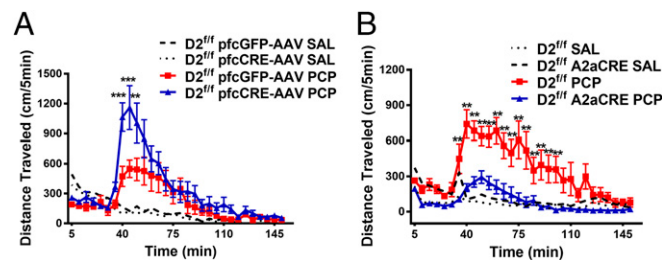 A
D2f/f pfcGFP-AAV SAL
D2f/f pfcCRE-AAV SAL
D2f/f pfcGFP-AAV PCP
D2f/f pfcCRE-AAV PCP
Distance Traveled (cm/5min)
1500
1200
900
600
300
0
***
*** **
5 40 75 110 145
Time (min)
B
D2f/f SAL
D2f/f A2aCRE SAL
D2f/f PCP
D2f/f A2aCRE PCP
Distance Traveled (cm/5min)
1200
900
600
300
0
5 40 75 110 145
Time (min)